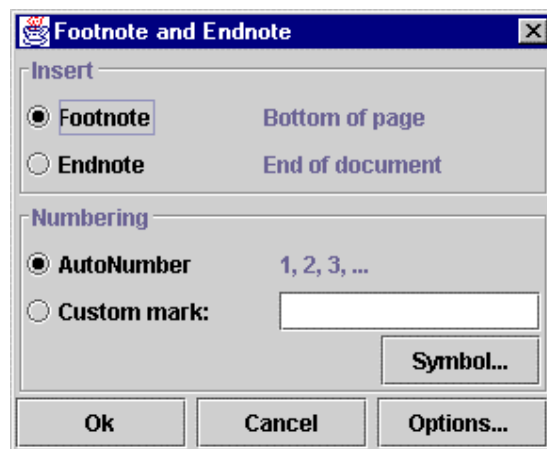 Footnote and Endnote
Insert
Footnote Bottom of page
Endnote End of document
Numbering
AutoNumber 1, 2, 3, ...
Custom mark:
Symbol...
Ok Cancel Options...